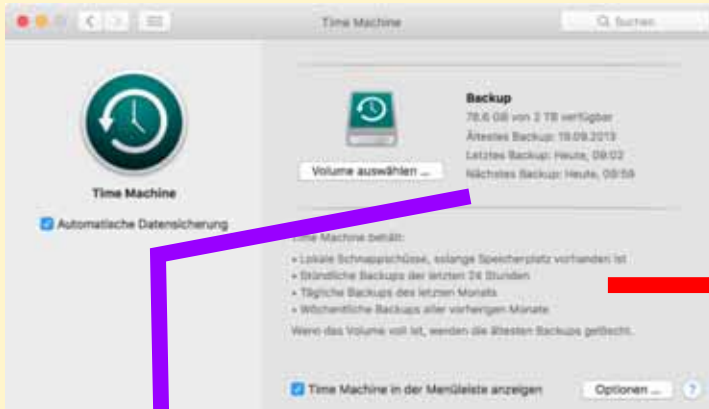 Time Machine
Suchen
Backup
78,6 GB von 2 TB verfügbar
Ältestes Backup: 19.09.2013
Letztes Backup: Heute, 09:02
Nächstes Backup: Heute, 09:59
Volume auswählen ...
Time Machine
Automatische Datensicherung
Time Machine behält:
• Lokale Schnappschüsse, solange Speicherplatz vorhanden ist
• Stündliche Backups der letzten 24 Stunden
• Tägliche Backups des letzten Monats
• Wöchentliche Backups aller vorherigen Monate
Wenn das Volume voll ist, werden die ältesten Backups gelöscht.
Time Machine in der Menüleiste anzeigen
Optionen ...
?